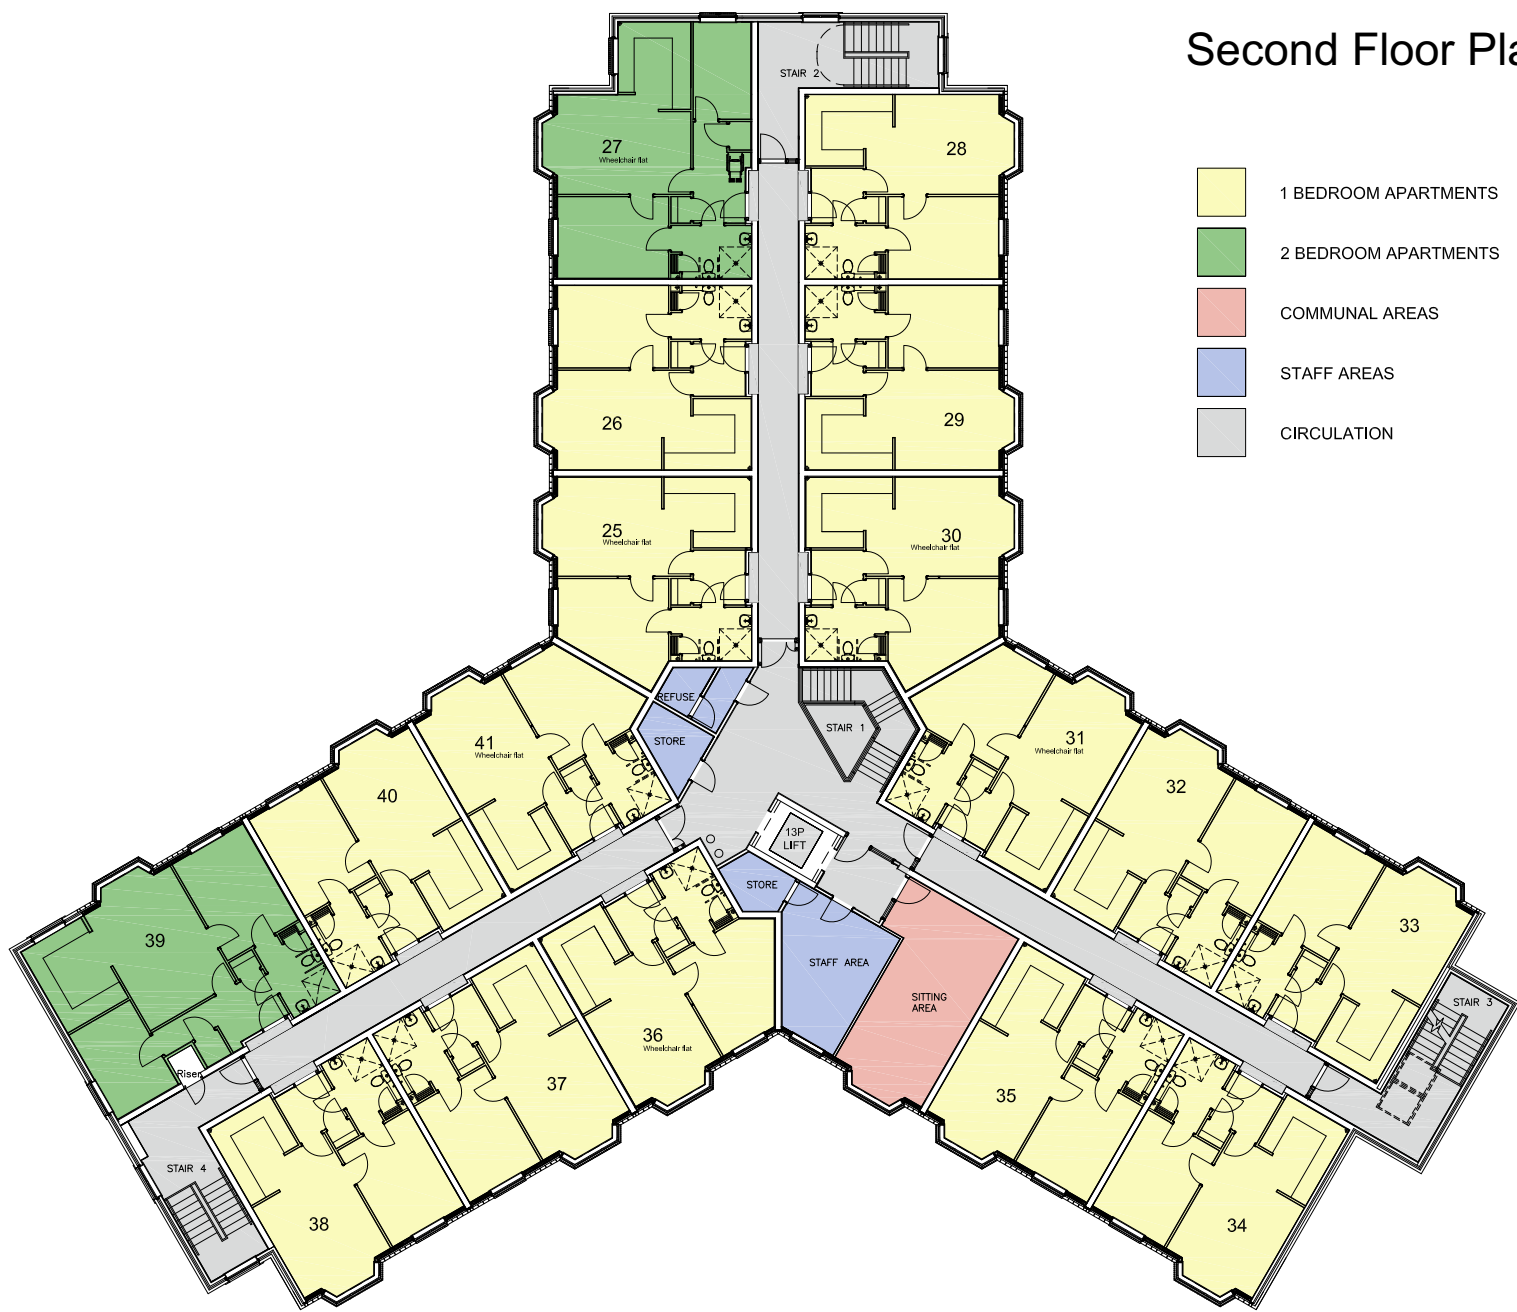 Second Floor Pla
1 BEDROOM APARTMENTS
2 BEDROOM APARTMENTS
COMMUNAL AREAS
STAFF AREAS
CIRCULATION
STAIR 2
27
Wheelchair flat
28
26
29
25
Wheelchair flat
30
Wheelchair flat
REFUSE
STORE
STAIR 1
41
Wheelchair flat
31
Wheelchair flat
40
32
13P
LIFT
STORE
39
33
STAFF AREA
SITTING
AREA
STAIR 3
36
Wheelchair flat
Riser
37
35
STAIR 4
38
34